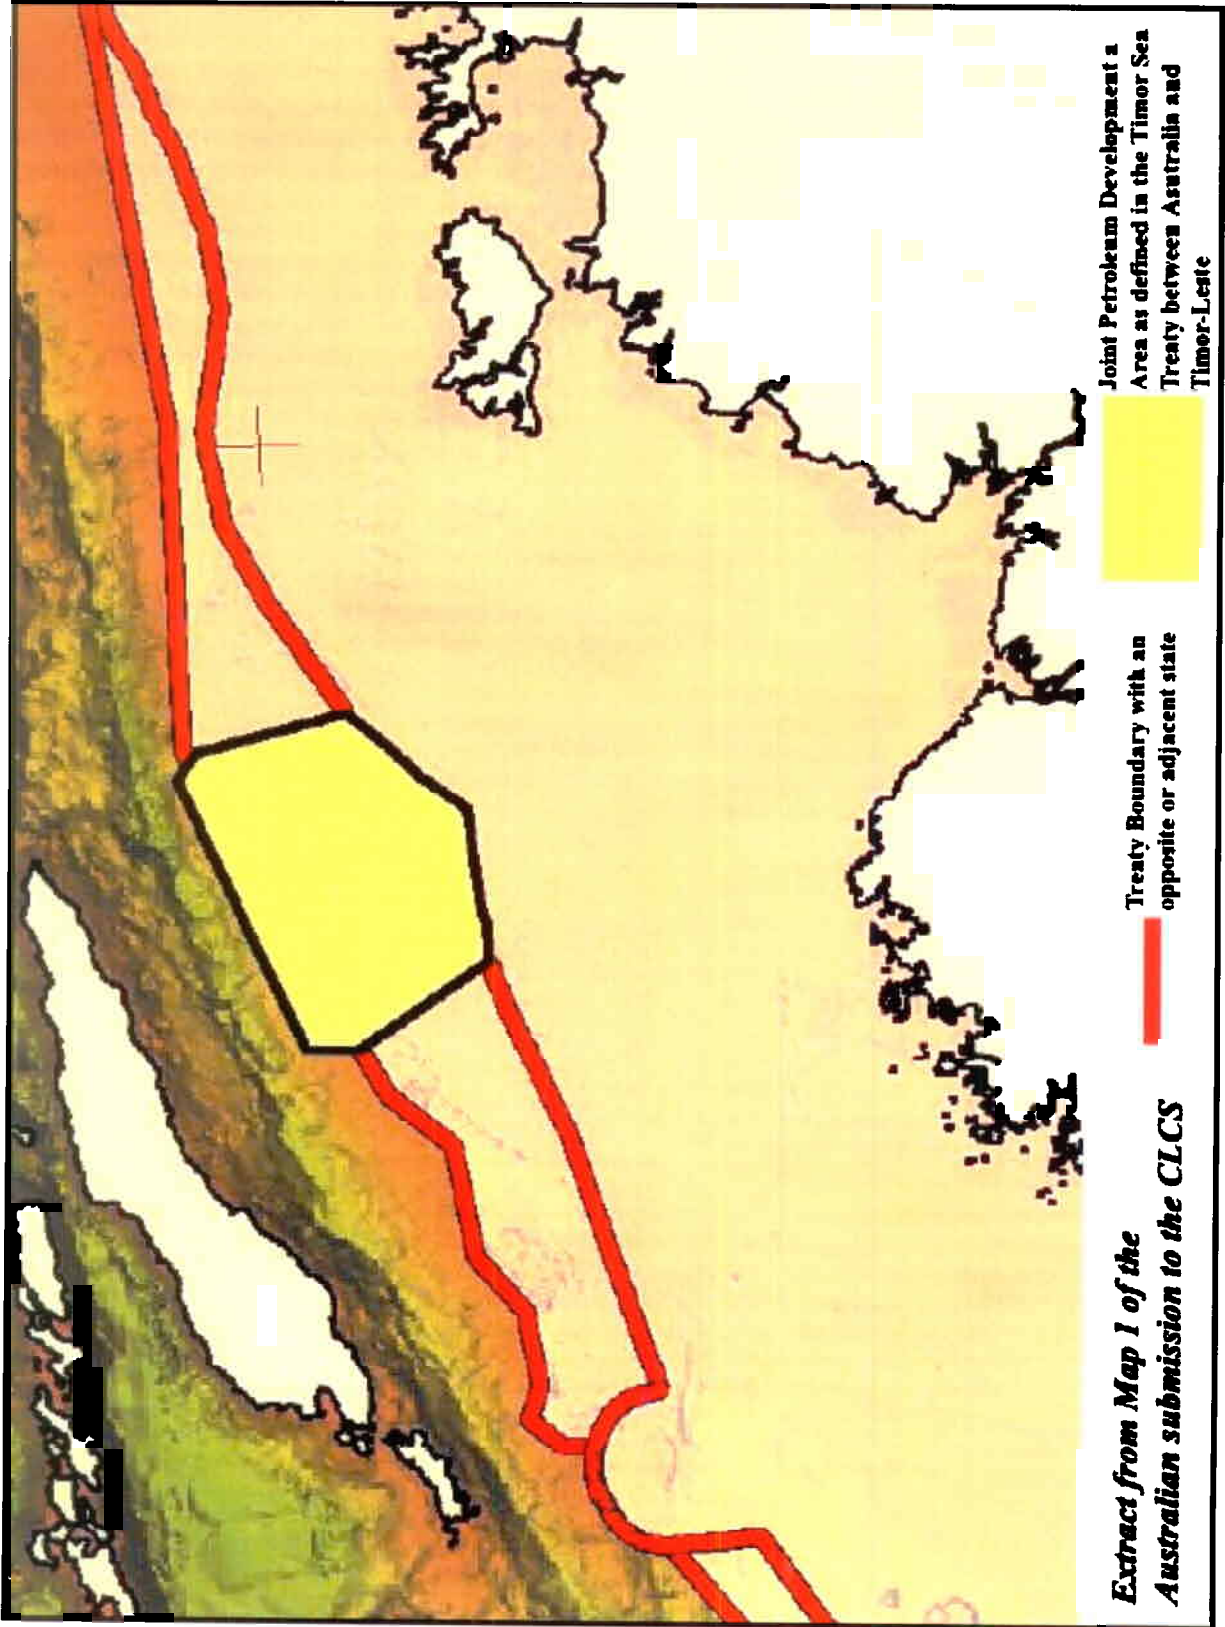 Extract from Map 1 of the
Australian submission to the CLCS
Treaty Boundary with an
opposite or adjacent state
Joint Petroleum Development a
Area as defined in the Timor Sea
Treaty between Asutralia and
Timor-Leste